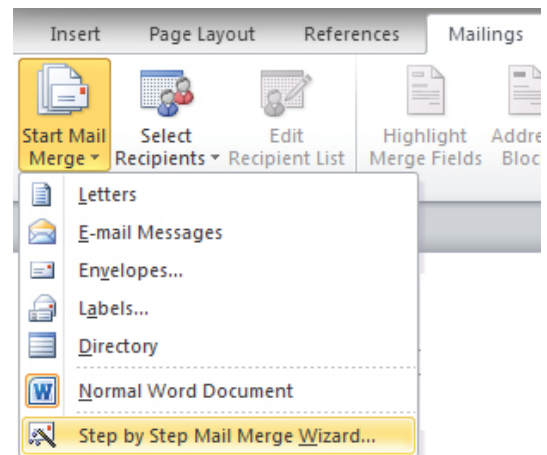 Insert Page Layout References Mailings
Start Mail Select Edit Highlight
Merge Recipients Recipient List Merge Fields
Letters
E-mail Messages
Envelopes...
Labels...
Directory
Normal Word Document
Step by Step Mail Merge Wizard...